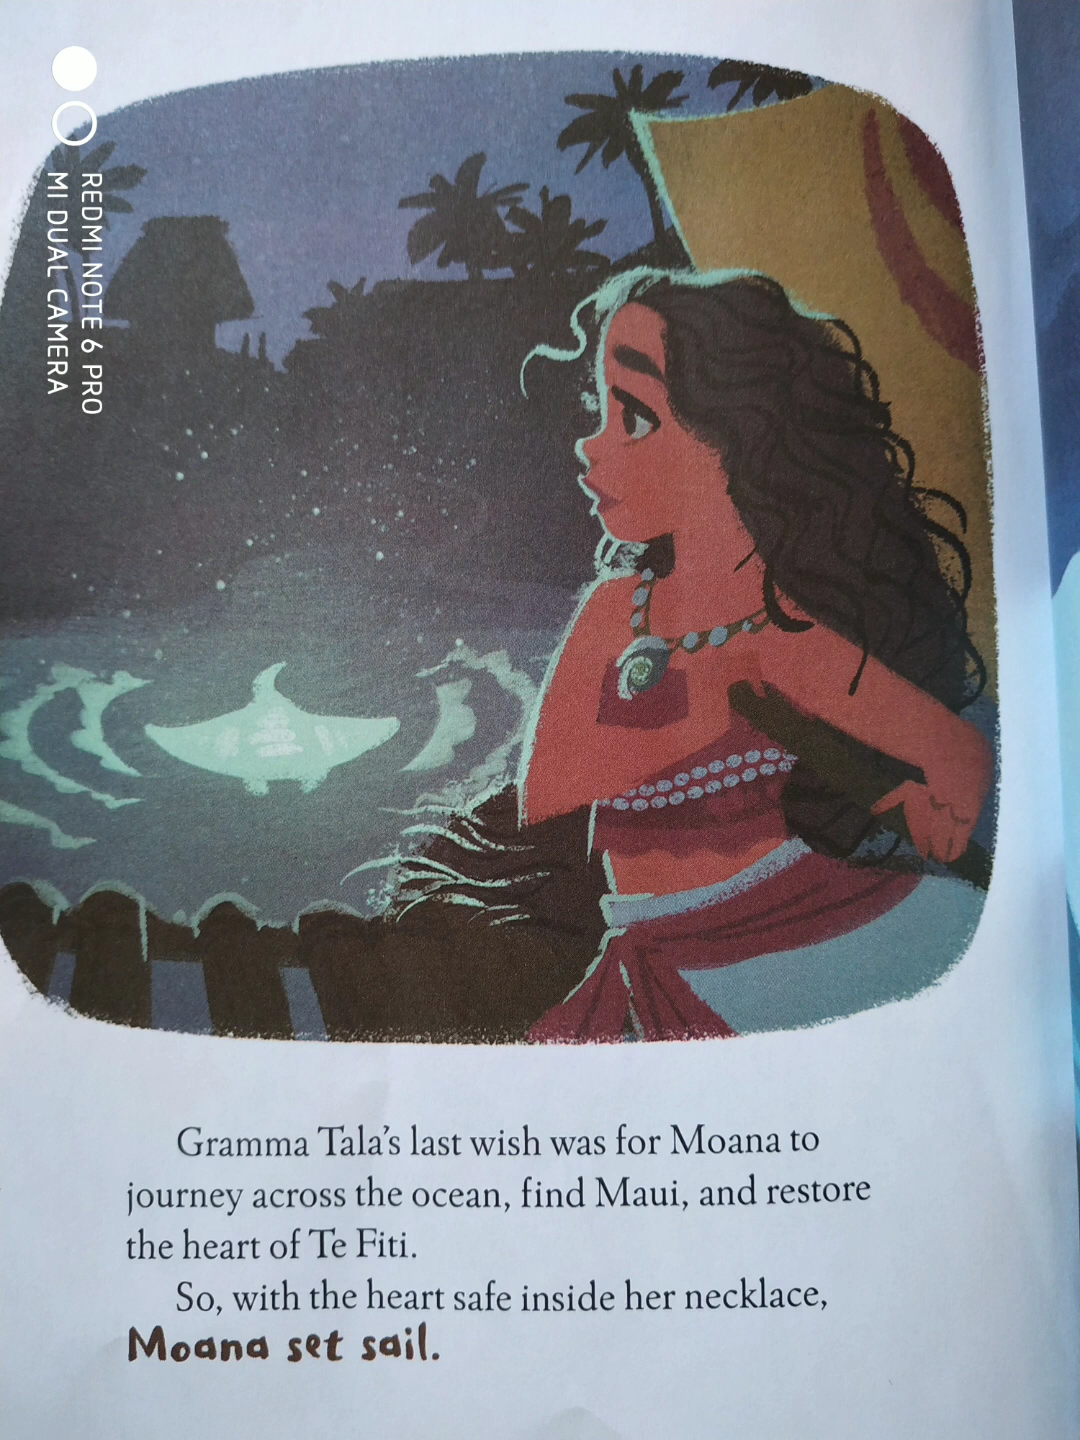 REDMI NOTE 6 PRO
MI DUAL CAMERA
Gramma Tala’s last wish was for Moana to
journey across the ocean, find Maui, and restore
the heart of Te Fiti.
So, with the heart safe inside her necklace,
Moana set sail.